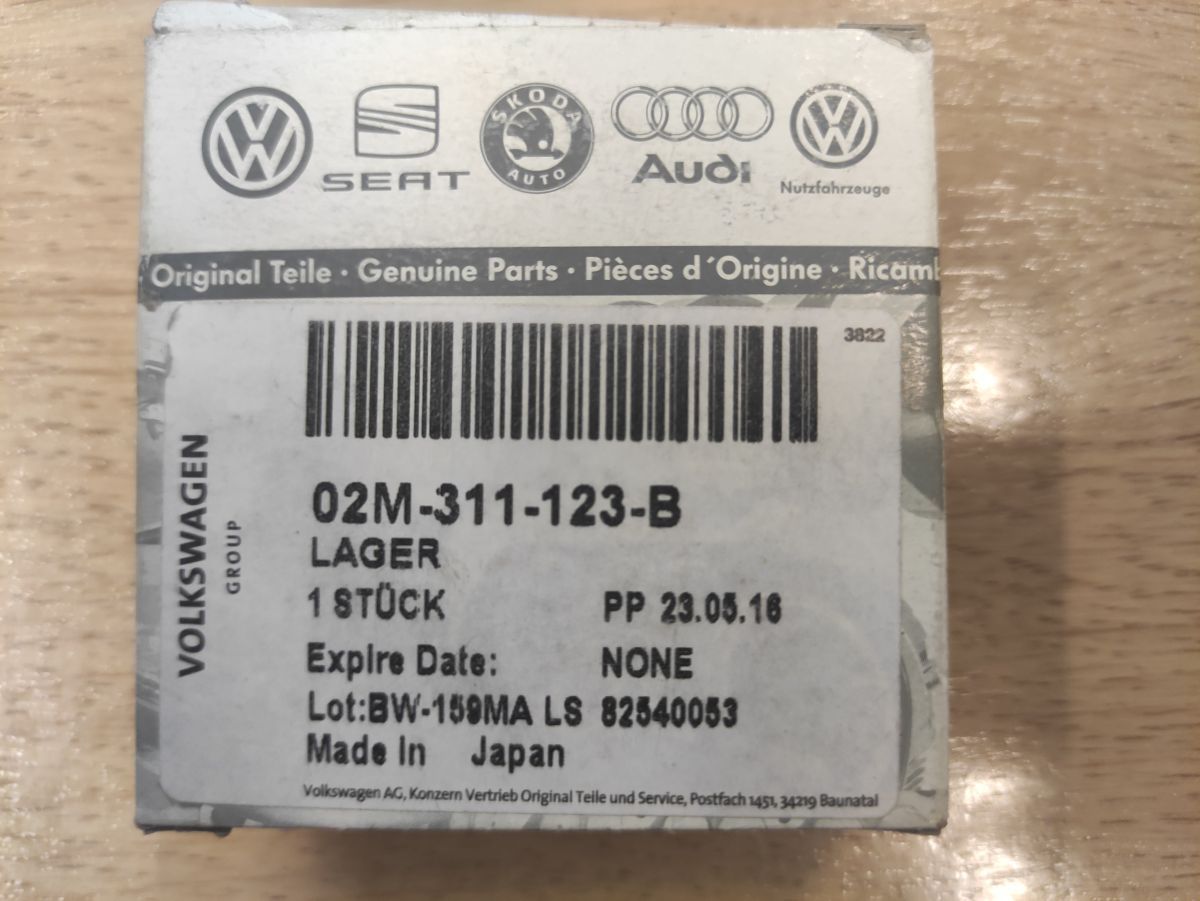 SEAT
SKODA
AUTO
Audi
Nutzfahrzeuge
Original Teile · Genuine Parts · Pièces d´Origine · Ricamb
3822
VOLKSWAGEN
GROUP
02M-311-123-B
LAGER
1 STÜCK PP 23.05.16
Expire Date: NONE
Lot:BW-159MA LS 82540053
Made In Japan
Volkswagen AG, Konzern Vertrieb Original Teile und Service, Postfach 1451, 34219 Baunatal